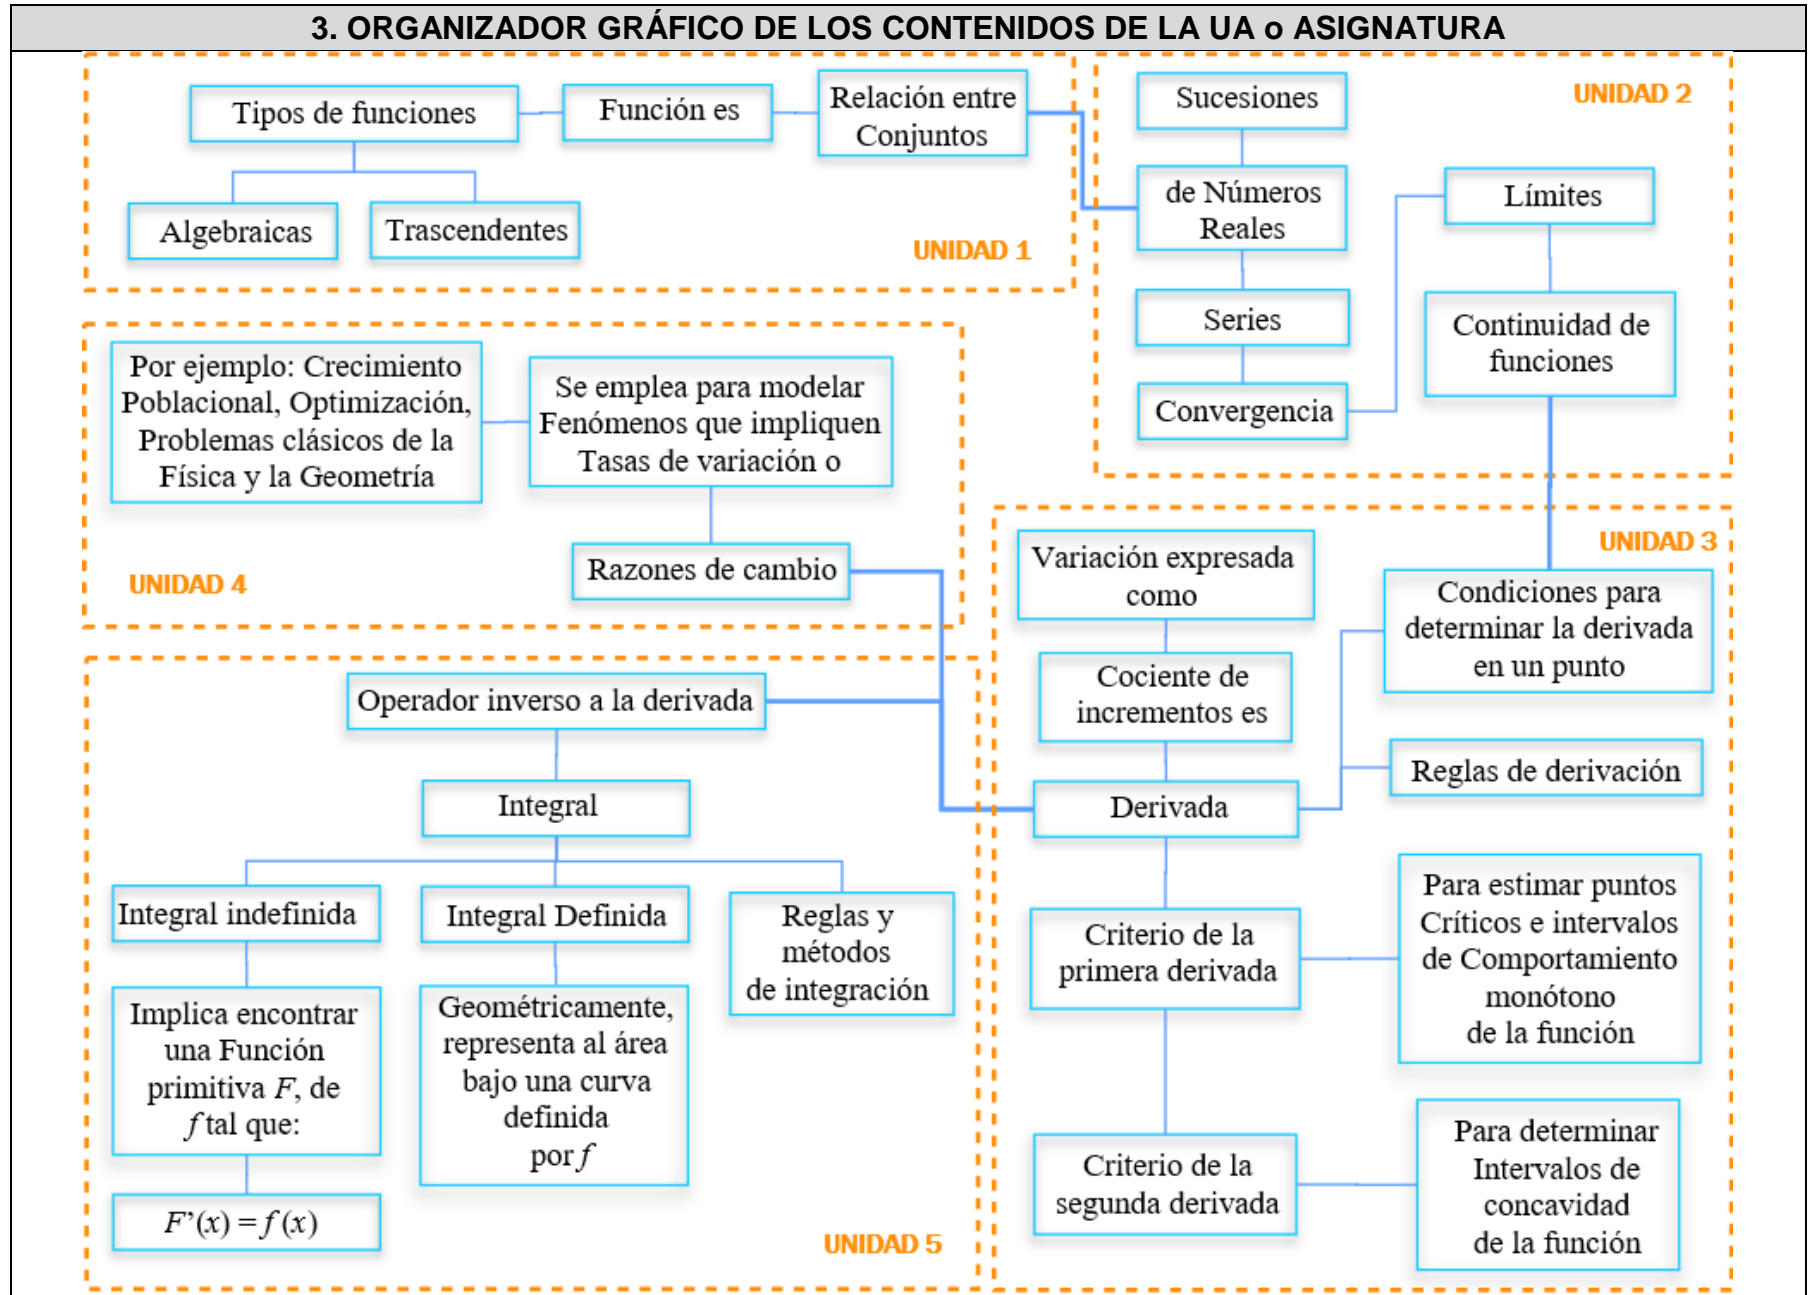 3. ORGANIZADOR GRÁFICO DE LOS CONTENIDOS DE LA UA o ASIGNATURA
Tipos de funciones
Función es
Relación entre
Conjuntos
Algebraicas
Trascendentes
UNIDAD 1
UNIDAD 2
Sucesiones
de Números
Reales
Series
Convergencia
Límites
Continuidad de
funciones
Por ejemplo: Crecimiento
Poblacional, Optimización,
Problemas clásicos de la
Física y la Geometría
Se emplea para modelar
Fenómenos que impliquen
Tasas de variación o
Razones de cambio
UNIDAD 4
UNIDAD 3
Variación expresada
como
Cociente de
incrementos es
Derivada
Condiciones para
determinar la derivada
en un punto
Reglas de derivación
Criterio de la
primera derivada
Para estimar puntos
Críticos e intervalos
de Comportamiento
monótono
de la función
Criterio de la
segunda derivada
Para determinar
Intervalos de
concavidad
de la función
Operador inverso a la derivada
Integral
Integral indefinida
Integral Definida
Reglas y
métodos
de integración
Implica encontrar
una Función
primitiva F, de
f tal que:
F’(x) = f (x)
Geométricamente,
representa al área
bajo una curva
definida
por f
UNIDAD 5